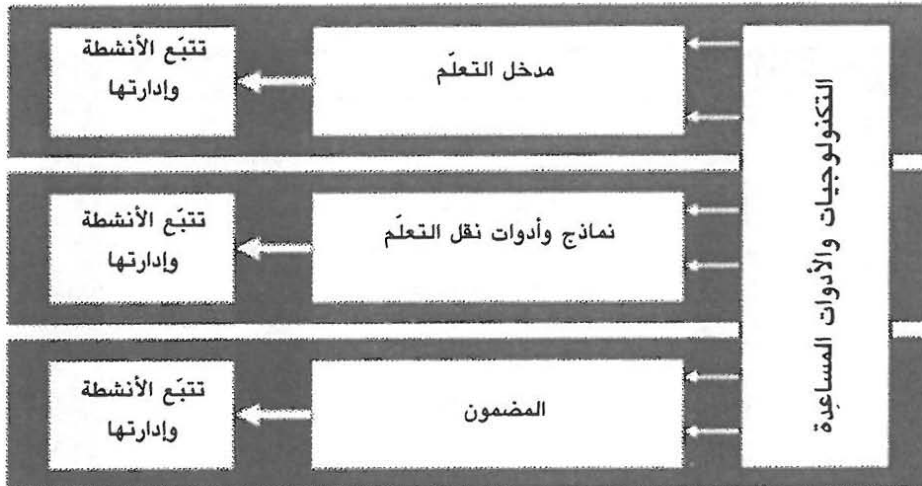 التكنولوجيات والأدوات المساعِدة
مدخل التعلّم
تتبّع الأنشطة
وإدارتها
نماذج وأدوات نقل التعلّم
تتبّع الأنشطة
وإدارتها
المضمون
تتبّع الأنشطة
وإدارتها